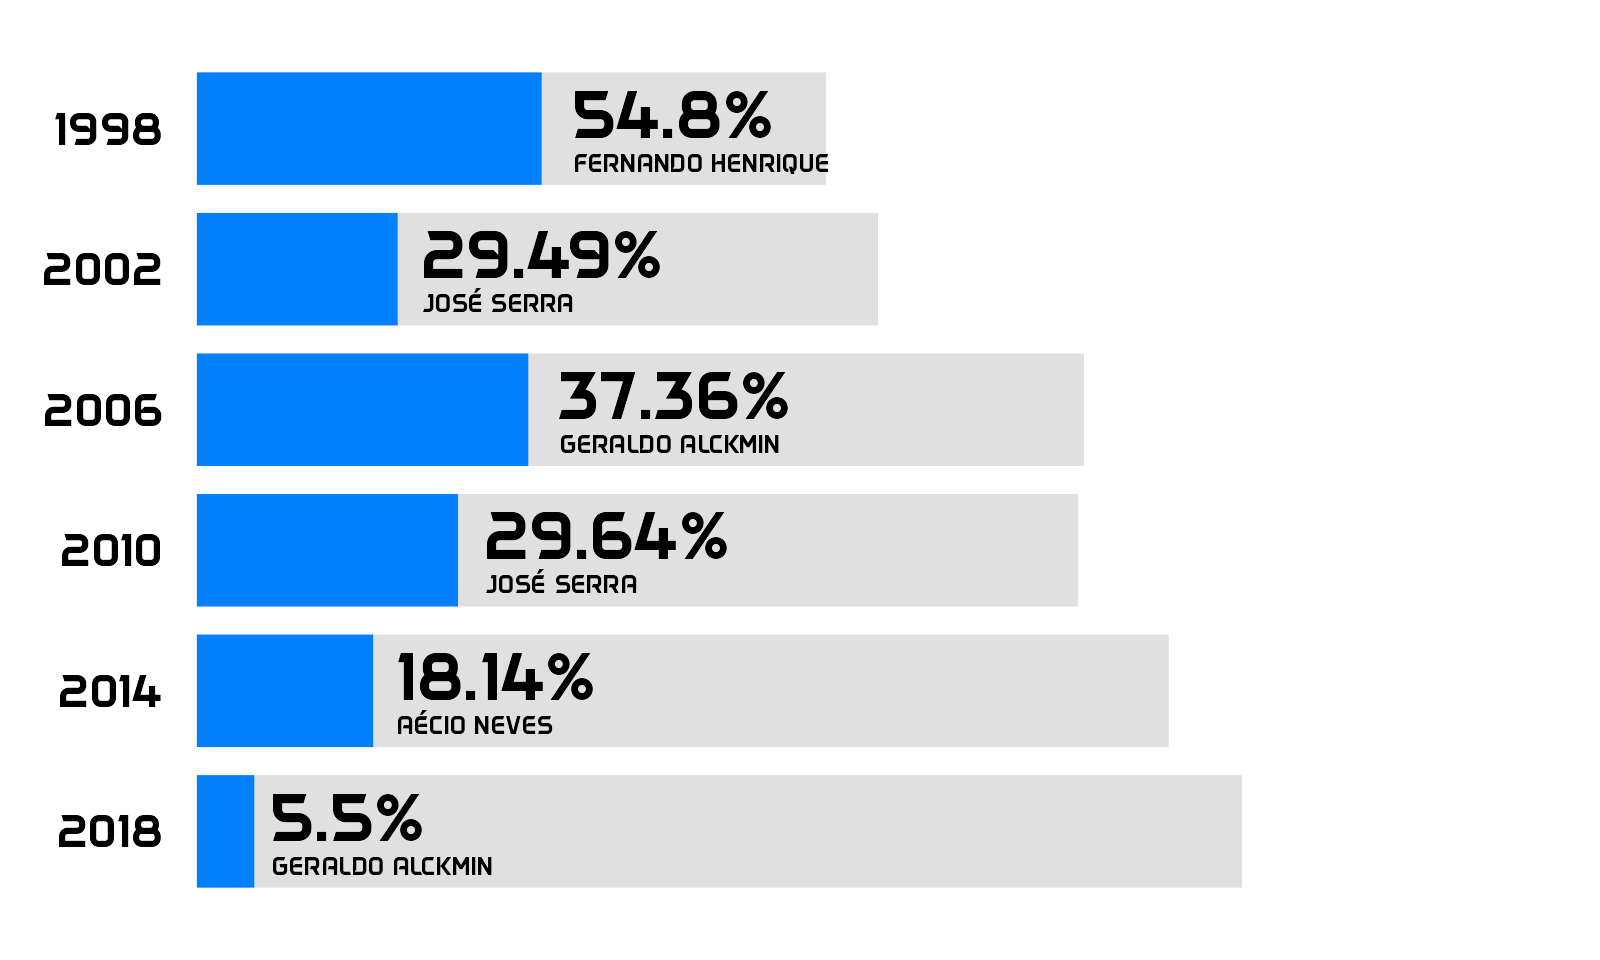 1998
54.8%
FERNANDO HENRIQUE
2002
29.49%
JOSÉ SERRA
2006
37.36%
GERALDO ALCKMIN
2010
29.64%
JOSÉ SERRA
2014
18.14%
AÉCIO NEVES
2018
5.5%
GERALDO ALCKMIN